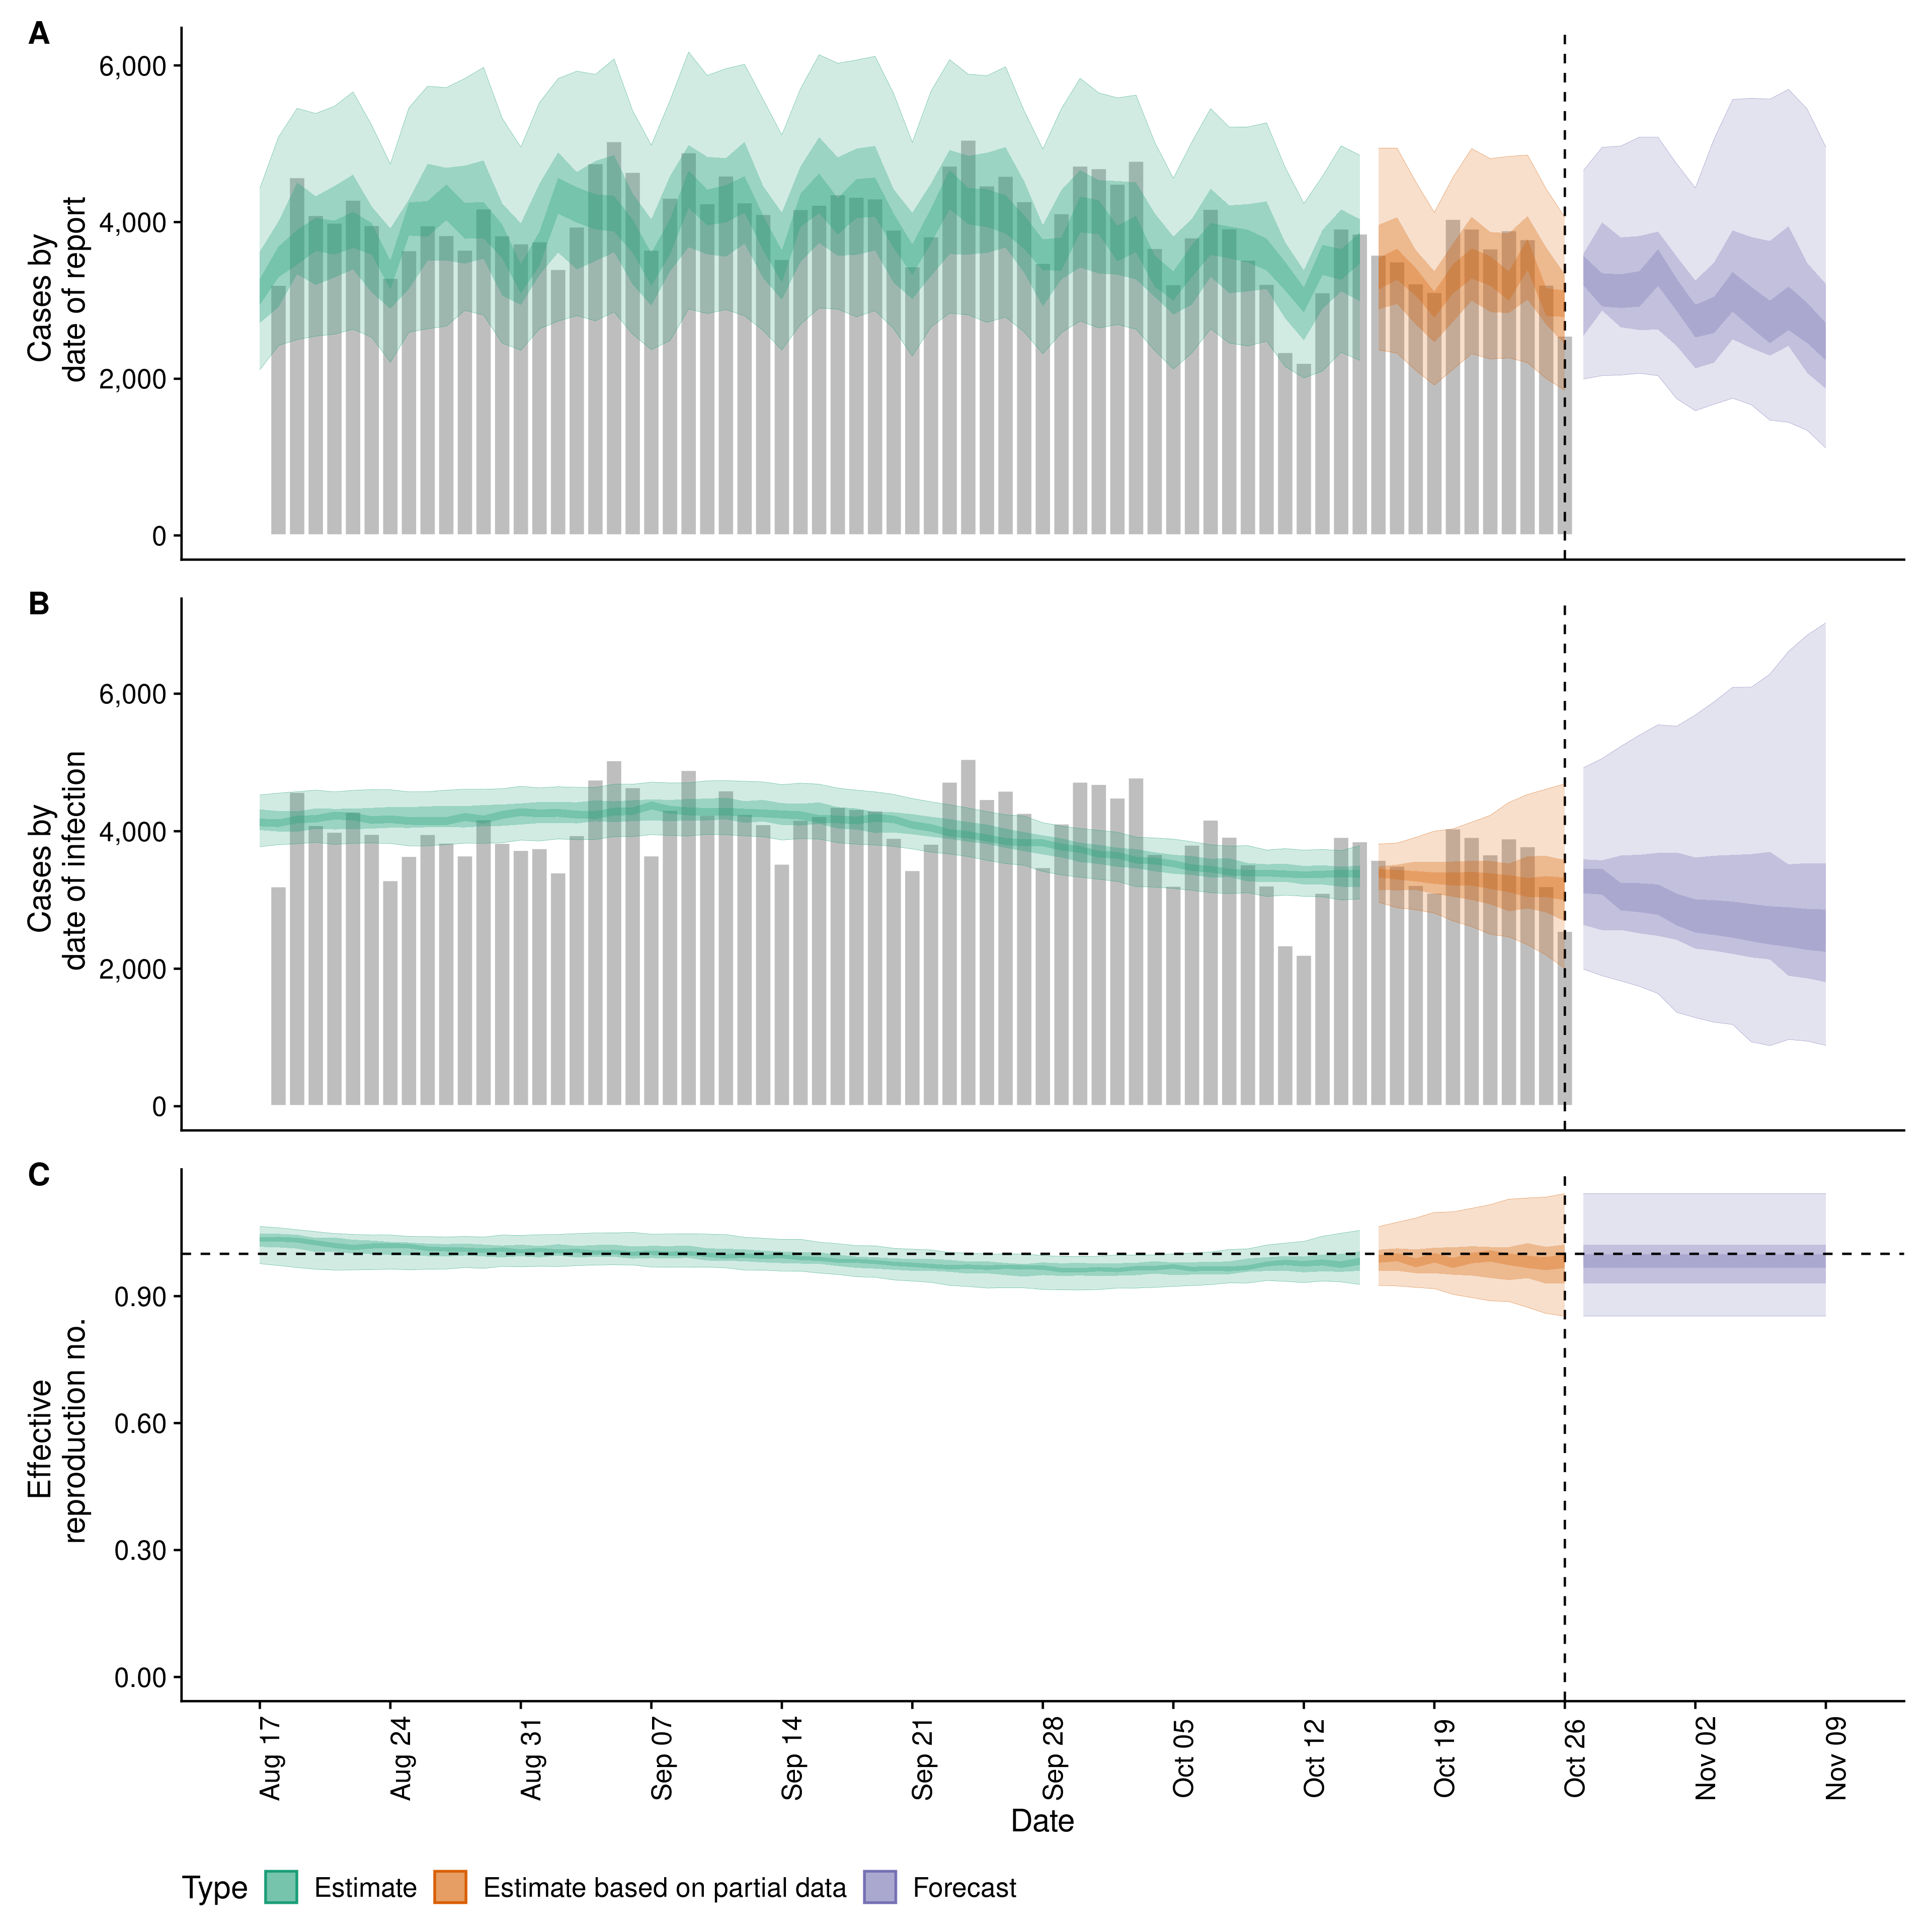 A
6,000
4,000
2,000
0
Cases by
date of report
B
6,000
4,000
2,000
0
Cases by
date of infection
C
0.90
0.60
0.30
0.00
Effective
reproduction no.
Aug 17
Aug 24
Aug 31
Sep 07
Sep 14
Sep 21
Sep 28
Oct 05
Oct 12
Oct 19
Oct 26
Nov 02
Nov 09
Date
Type Estimate Estimate based on partial data Forecast